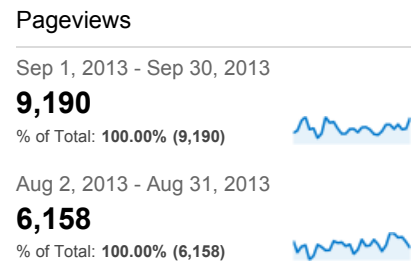 Pageviews
Sep 1, 2013 - Sep 30, 2013
9,190
% of Total: 100.00% (9,190)
Aug 2, 2013 - Aug 31, 2013
6,158
% of Total: 100.00% (6,158)